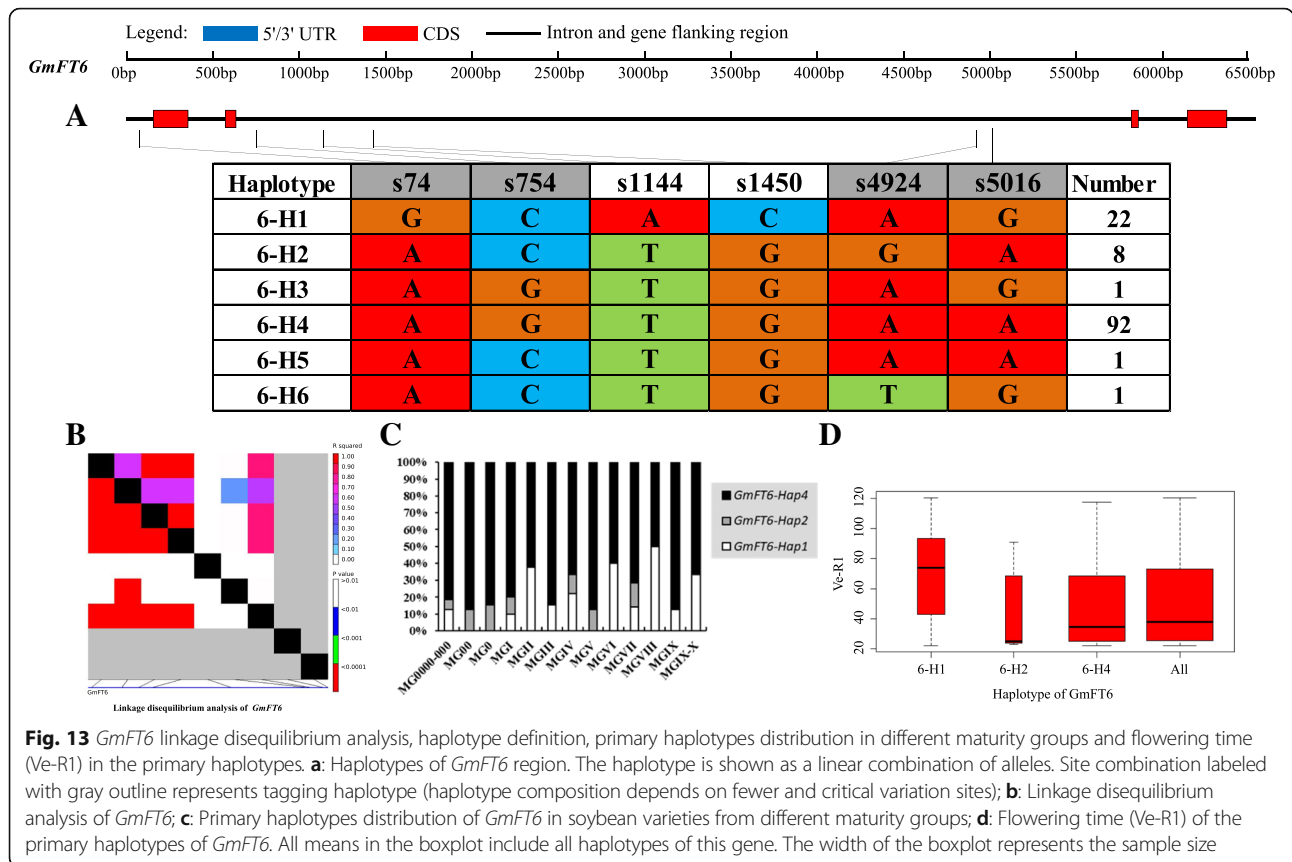 Legend: 5'/3' UTR CDS Intron and gene flanking region
GmFT6
0bp 500bp 1000bp 1500bp 2000bp 2500bp 3000bp 3500bp 4000bp 4500bp 5000bp 5500bp 6000bp 6500bp
A
Haplotype s74 s754 s1144 s1450 s4924 s5016 Number
6-H1 G C A C A G 22
6-H2 A C T G G A 8
6-H3 A G T G A G 1
6-H4 A G T G A A 92
6-H5 A C T G A A 1
6-H6 A C T G T G 1
B
R squared
1.00
0.90
0.80
0.70
0.60
0.50
0.40
0.30
0.20
0.10
0.00
P value
>0.01
<0.01
<0.001
<0.0001
GmFT6
Linkage disequilibrium analysis of GmFT6
C
100%
90%
80%
70%
60%
50%
40%
30%
20%
10%
0%
MG0000-000 MG00 MG0 MGI MGII MGIII MGIV MGV MGVI MGVII MGVIII MGIX MGIX-X
GmFT6-Hap4
GmFT6-Hap2
GmFT6-Hap1
D
Ve-R1
120
100
80
60
40
20
6-H1 6-H2 6-H4 All
Haplotype of GmFT6
Fig. 13 GmFT6 linkage disequilibrium analysis, haplotype definition, primary haplotypes distribution in different maturity groups and flowering time
(Ve-R1) in the primary haplotypes. a: Haplotypes of GmFT6 region. The haplotype is shown as a linear combination of alleles. Site combination labeled
with gray outline represents tagging haplotype (haplotype composition depends on fewer and critical variation sites); b: Linkage disequilibrium
analysis of GmFT6; c: Primary haplotypes distribution of GmFT6 in soybean varieties from different maturity groups; d: Flowering time (Ve-R1) of the
primary haplotypes of GmFT6. All means in the boxplot include all haplotypes of this gene. The width of the boxplot represents the sample size